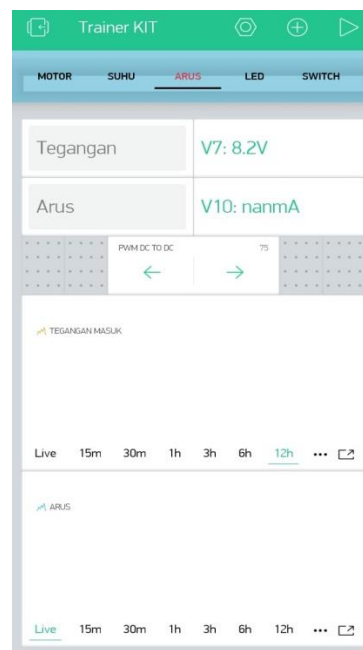 Trainer KIT
MOTOR SUHU ARUS LED SWITCH
Tegangan V7: 8.2V
Arus V10: nanmA
PWM DC TO DC 75
TEGANGAN MASUK
Live 15m 30m 1h 3h 6h 12h
ARUS
Live 15m 30m 1h 3h 6h 12h